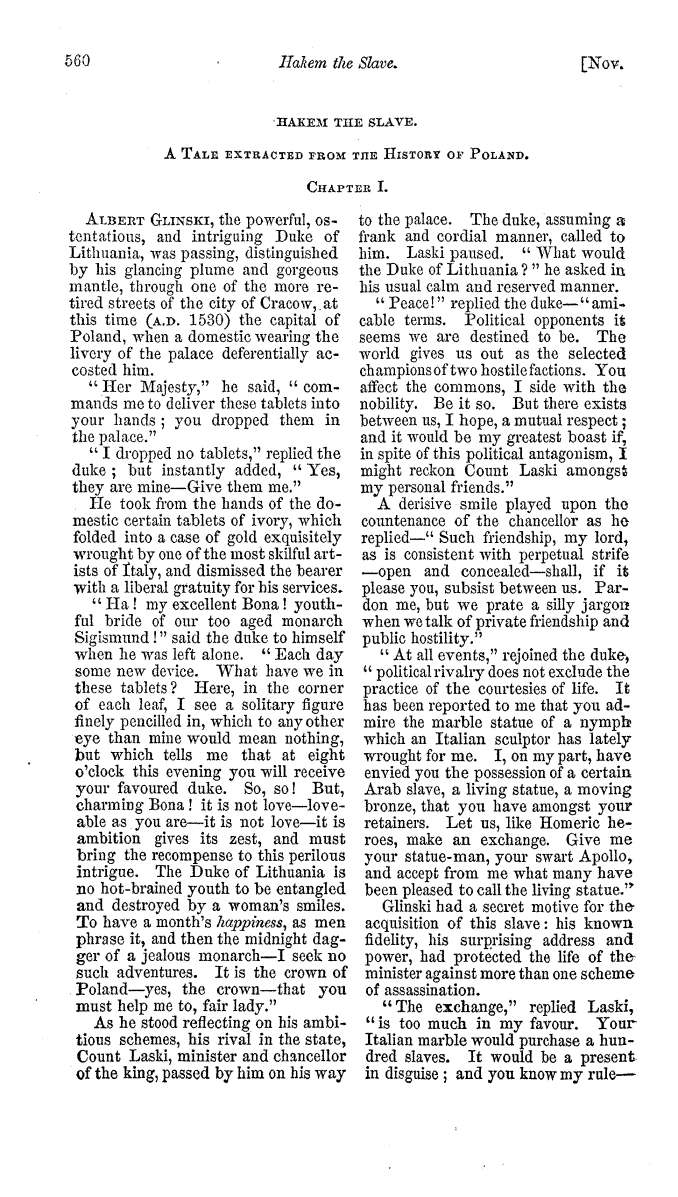 560 Hakem the Slave. [Nov.
HAKEM THE SLAVE.
A Tale extracted from the History of Poland.
Chapter I.
Albert Glinski, the powerful, os-
tentatious, and intriguing Duke of
Lithuania, was passing, distinguished
by his glancing plume and gorgeous
mantle, through one of the more re-
tired streets of the city of Cracow, at
this time (A.D. 1530) the capital of
Poland, when a domestic wearing the
livery of the palace deferentially ac-
costed him.
"Her Majesty," he said, "com-
mands me to deliver these tablets into
your hands; you dropped them in
the palace."
"I dropped no tablets," replied the
duke; but instantly added, "Yes,
they are mine—Give them me."
He took from the hands of the do-
mestic certain tablets of ivory, which
folded into a case of gold exquisitely
wrought by one of the most skilful art-
ists of Italy, and dismissed the bearer
with a liberal gratuity for his services.
"Ha! my excellent Bona! youth-
ful bride of our too aged monarch
Sigismund!" said the duke to himself
when he was left alone. "Each day
some new device. What have we in
these tablets? Here, in the corner
of each leaf, I see a solitary figure
finely pencilled in, which to any other
eye than mine would mean nothing,
but which tells me that at eight
o'clock this evening you will receive
your favoured duke. So, so! But,
charming Bona! it is not love—love-
able as you are—it is not love—it is
ambition gives its zest, and must
bring the recompense to this perilous
intrigue. The Duke of Lithuania is
no hot-brained youth to be entangled
and destroyed by a woman's smiles.
To have a month's happiness, as men
phrase it, and then the midnight dag-
ger of a jealous monarch—I seek no
such adventures. It is the crown of
Poland—yes, the crown—that you
must help me to, fair lady."
As he stood reflecting on his ambi-
tious schemes, his rival in the state,
Count Laski, minister and chancellor
of the king, passed by him on his way
to the palace. The duke, assuming a
frank and cordial manner, called to
him. Laski paused. "What would
the Duke of Lithuania?" he asked in
his usual calm and reserved manner.
"Peace!" replied the duke—"ami-
cable terms. Political opponents it
seems we are destined to be. The
world gives us out as the selected
champions of two hostile factions. You
affect the commons, I side with the
nobility. Be it so. But there exists
between us, I hope, a mutual respect;
and it would be my greatest boast if,
in spite of this political antagonism, I
might reckon Count Laski amongst
my personal friends."
A derisive smile played upon the
countenance of the chancellor as he
replied—"Such friendship, my lord,
as is consistent with perpetual strife
—open and concealed—shall, if it
please you, subsist between us. Par-
don me, but we prate a silly jargon
when we talk of private friendship and
public hostility."
"At all events," rejoined the duke,
"political rivalry does not exclude the
practice of the courtesies of life. It
has been reported to me that you ad-
mire the marble statue of a nymph
which an Italian sculptor has lately
wrought for me. I, on my part, have
envied you the possession of a certain
Arab slave, a living statue, a moving
bronze, that you have amongst your
retainers. Let us, like Homeric he-
roes, make an exchange. Give me
your statue-man, your swart Apollo,
and accept from me what many have
been pleased to call the living statue."
Glinski had a secret motive for the
acquisition of this slave: his known
fidelity, his surprising address and
power, had protected the life of the
minister against more than one scheme
of assassination.
"The exchange," replied Laski,
"is too much in my favour. Your
Italian marble would purchase a hun-
dred slaves. It would be a present
in disguise; and you know my rule—